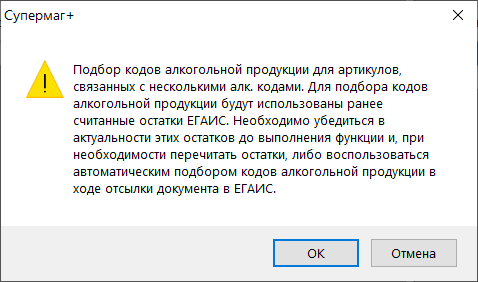 Супермаг+
Подбор кодов алкогольной продукции для артикулов,
связанных с несколькими алк. кодами. Для подбора кодов
алкогольной продукции будут использованы ранее
считанные остатки ЕГАИС. Необходимо убедиться в
актуальности этих остатков до выполнения функции и, при
необходимости перечитать остатки, либо воспользоваться
автоматическим подбором кодов алкогольной продукции в
ходе отсылки документа в ЕГАИС.
ОК
Отмена